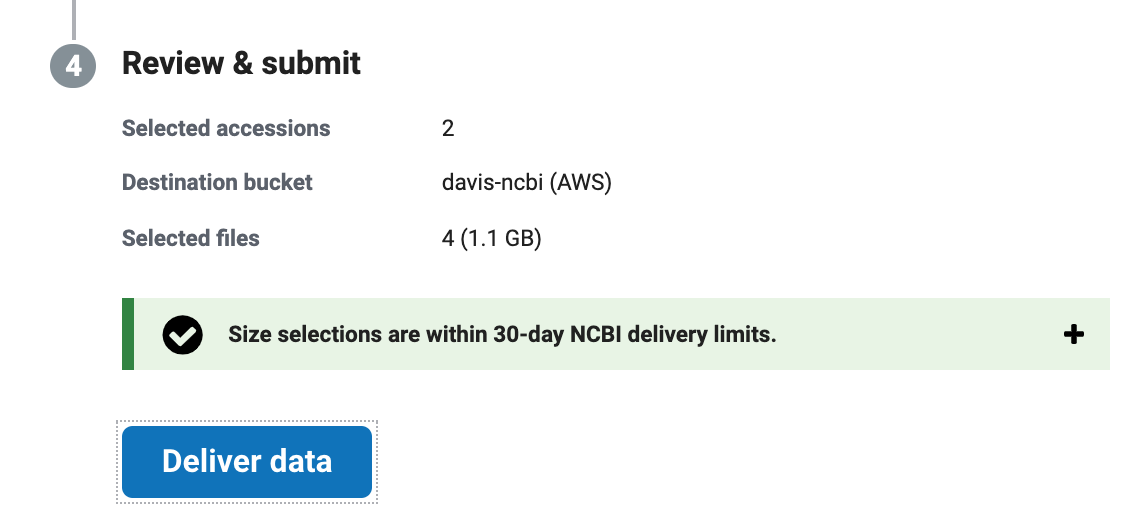 4 Review & submit
Selected accessions 2
Destination bucket davis-ncbi (AWS)
Selected files 4 (1.1 GB)
Size selections are within 30-day NCBI delivery limits. +
Deliver data